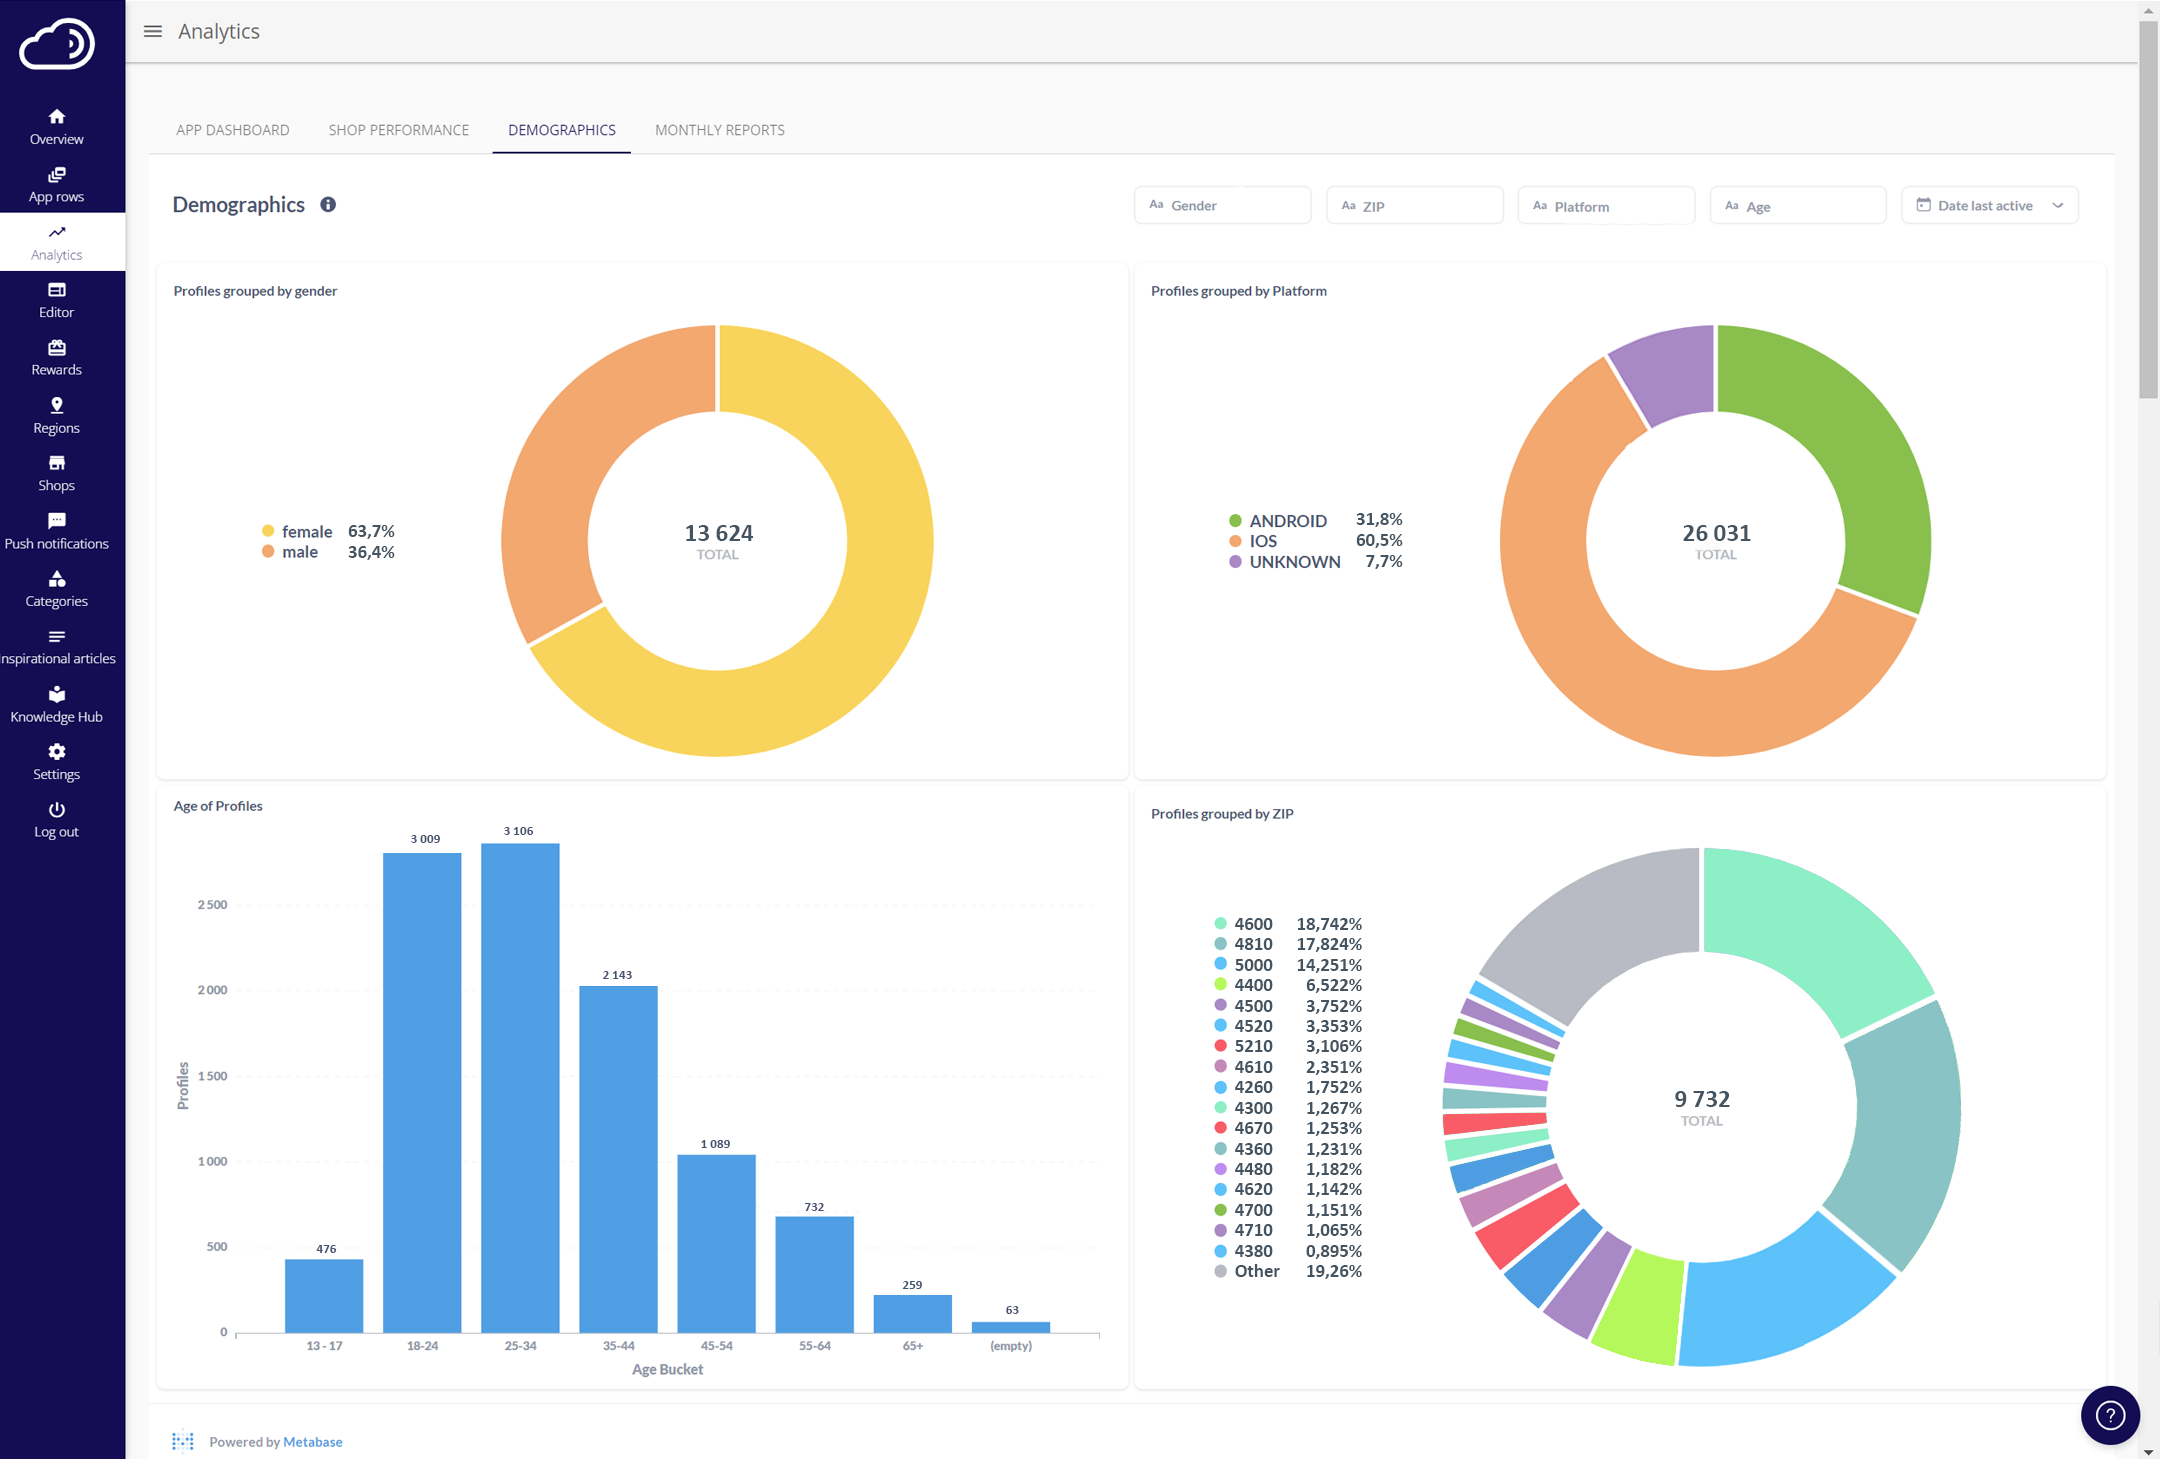 Analytics
Overview
App rows
Analytics
Editor
Rewards
Regions
Shops
Push notifications
Categories
nspirational articles
Knowledge Hub
Settings
Log out
APP DASHBOARD SHOP PERFORMANCE DEMOGRAPHICS MONTHLY REPORTS
Demographics
Aa Gender Aa ZIP Aa Platform Aa Age Date last active
Profiles grouped by gender
female 63,7%
male 36,4%
13 624
TOTAL
Profiles grouped by Platform
ANDROID 31,8%
IOS 60,5%
UNKNOWN 7,7%
26 031
TOTAL
Age of Profiles
Profiles
2 500
2 000
1 500
1 000
500
0
476
3 009
3 106
2 143
1 089
732
259
63
13 - 17 18-24 25-34 35-44 45-54 55-64 65+ (empty)
Age Bucket
Profiles grouped by ZIP
4600 18,742%
4810 17,824%
5000 14,251%
4400 6,522%
4500 3,752%
4520 3,353%
5210 3,106%
4610 2,351%
4260 1,752%
4300 1,267%
4670 1,253%
4360 1,231%
4480 1,182%
4620 1,142%
4700 1,151%
4710 1,065%
4380 0,895%
Other 19,26%
9 732
TOTAL
Powered by Metabase
?